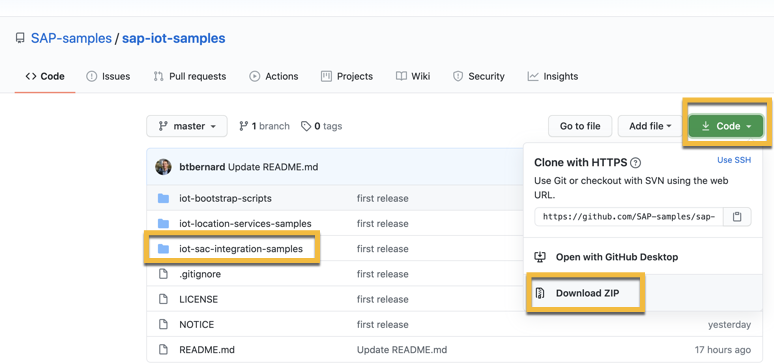 SAP-samples / sap-iot-samples
Code Issues Pull requests Actions Projects Wiki Security Insights
master 1 branch 0 tags Go to file Add file Code
btbernard Update README.md
iot-bootstrap-scripts first release
iot-location-services-samples first release
iot-sac-integration-samples first release
.gitignore first release
LICENSE first release
NOTICE first release yesterday
README.md Update README.md 17 hours ago
Clone with HTTPS Use SSH
Use Git or checkout with SVN using the web
URL.
https://github.com/SAP-samples/sap-
Open with GitHub Desktop
Download ZIP